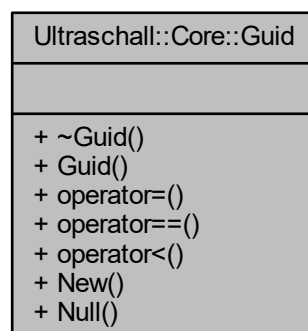 Ultraschall::Core::Guid
+ ~Guid()
+ Guid()
+ operator=()
+ operator==()
+ operator<()
+ New()
+ Null()